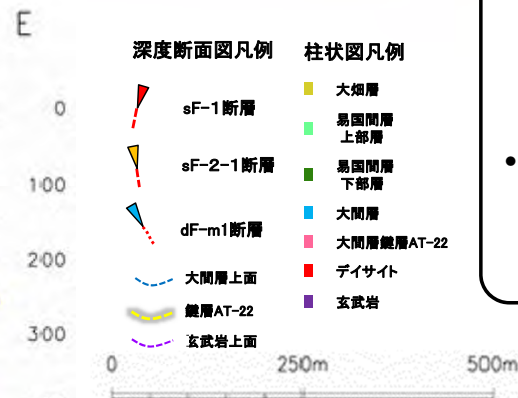 E
深度断面図凡例
柱状図凡例
sF-1断層
sF-2-1断層
dF-m1断層
大間層上面
鍵層AT-22
玄武岩上面
大畑層
易国間層
上部層
易国間層
下部層
大間層
大間層鍵層AT-22
デイサイト
玄武岩
0
100
200
300
0
250m
500m
•